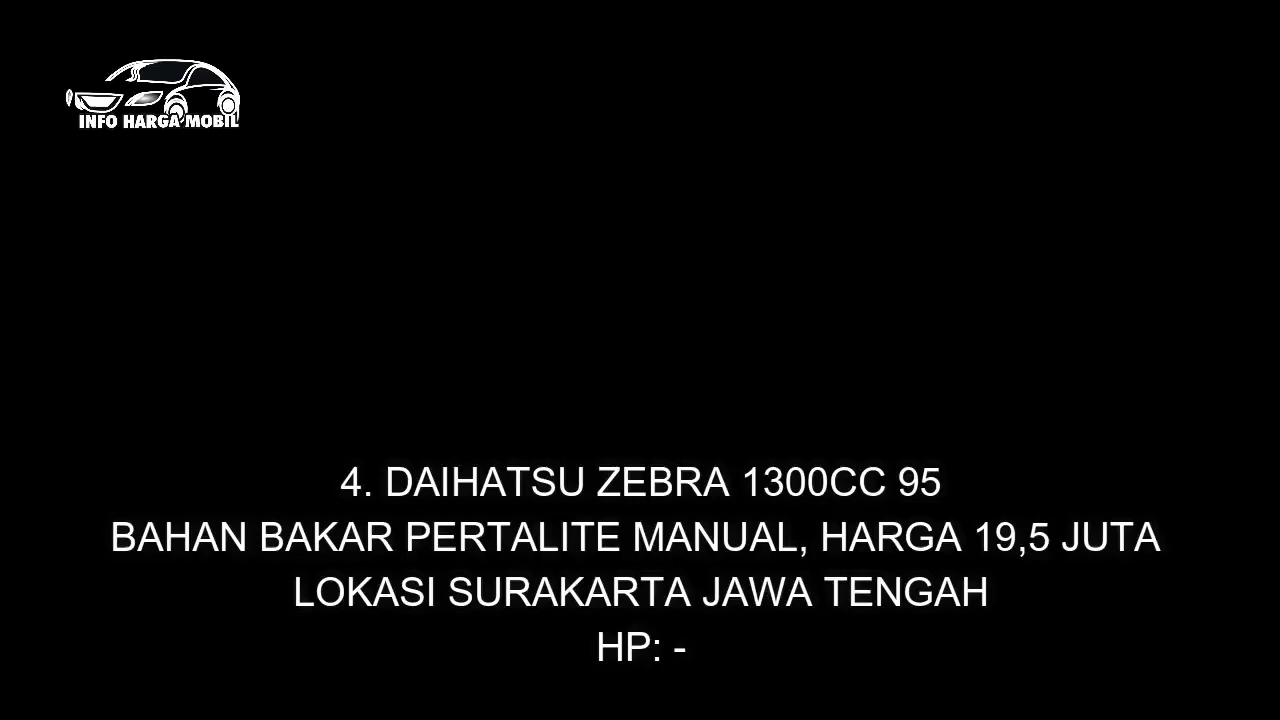 INFO HARGA MOBIL
4. DAIHATSU ZEBRA 1300CC 95
BAHAN BAKAR PERTALITE MANUAL, HARGA 19,5 JUTA
LOKASI SURAKARTA JAWA TENGAH
HP: -